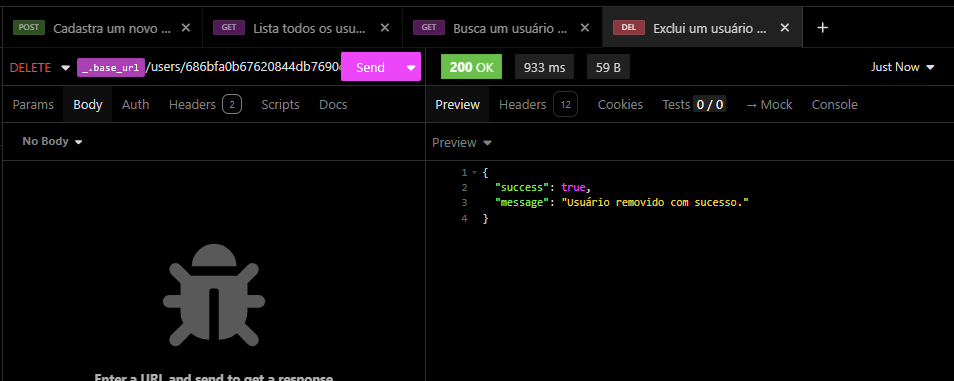 POST Cadastra um novo ... × GET Lista todos os usu... × GET Busca um usuário ... × DEL Exclui um usuário ... × +
DELETE _.base_url /users/686bfa0b67620844db7690 Send 200 OK 933 ms 59 B Just Now
Params Body Auth Headers 2 Scripts Docs Preview Headers 12 Cookies Tests 0 / 0 → Mock Console
No Body Preview
1 {
2 "success": true,
3 "message": "Usuário removido com sucesso."
4 }
Enter a URL and send to get a response